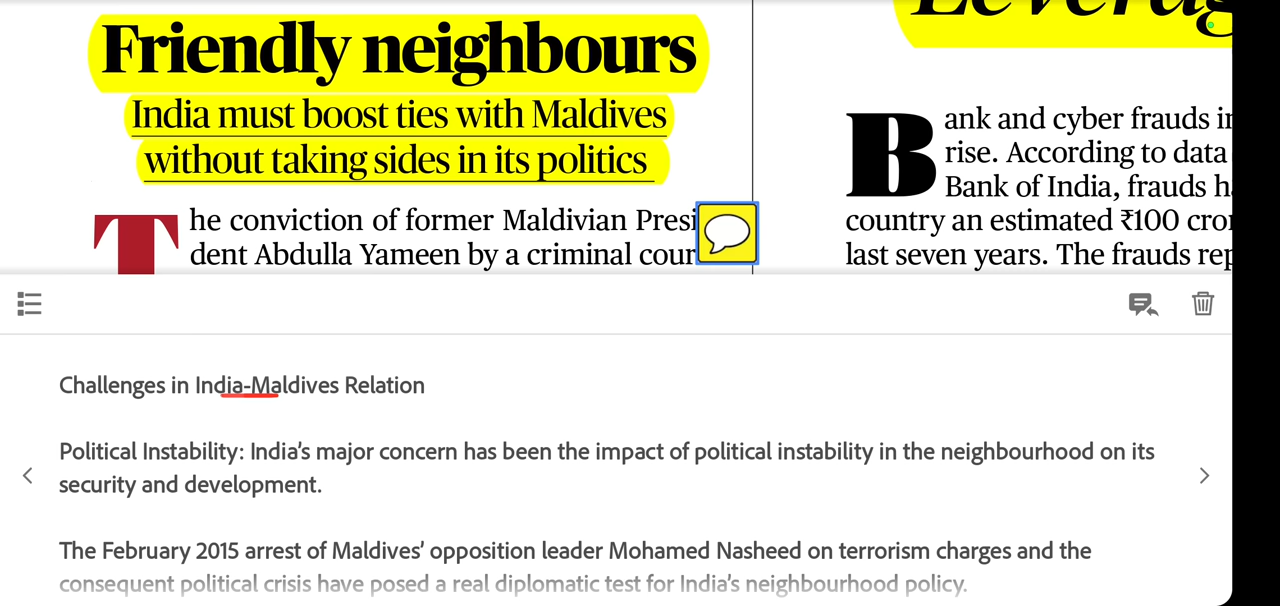 Friendly neighbours
India must boost ties with Maldives
without taking sides in its politics
The conviction of former Maldivian Presi
dent Abdulla Yameen by a criminal cour
Bank and cyber frauds in
rise. According to data
Bank of India, frauds h
country an estimated ₹100 cror
last seven years. The frauds rep
Challenges in India-Maldives Relation
Political Instability: India's major concern has been the impact of political instability in the neighbourhood on its
security and development.
The February 2015 arrest of Maldives' opposition leader Mohamed Nasheed on terrorism charges and the
consequent political crisis have posed a real diplomatic test for India's neighbourhood policy.